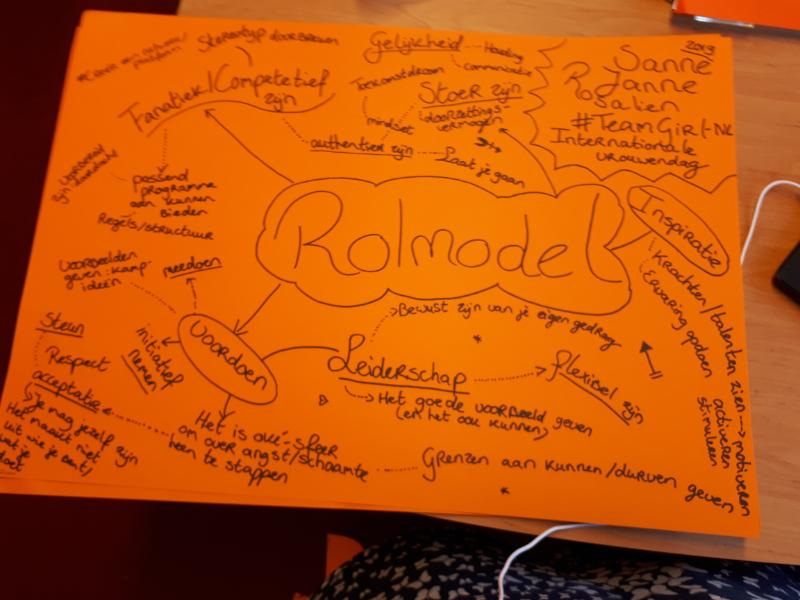 2019
Sanne
Janne
Rosalien
#TeamGirl-NL
Internationale
vrouwendag
Stereotyp doorbreken
Gelijkheid
Houding
communicatie
Fanatiek/Competetief
zijn
Stoer zijn
doorzettings-
vermogen
mindset
authentiek zijn
Laat je gaan
passend
programma
aan kunnen
bieden
Regels/structuur
Rolmodel
Inspiratie
Krachten/talenten zien → motiveren
activeren
stimuleren
Ervaring opdoen
voorbeelden
geven: kamp-
ideeën
meedoen
VOORDOEN
initiatief
nemen
Steun
Respect
acceptatie
Je mag jezelf zijn
Het maakt niet
uit wie je bent/
wat je
doet
Het is oké-sfeer
om over angst/schaamte
heen te stappen
Grenzen aan kunnen/durven geven
Leiderschap
Bewust zijn van je eigen gedrag
flexibel zijn
Het goede voorbeeld geven
(en het ook kunnen)